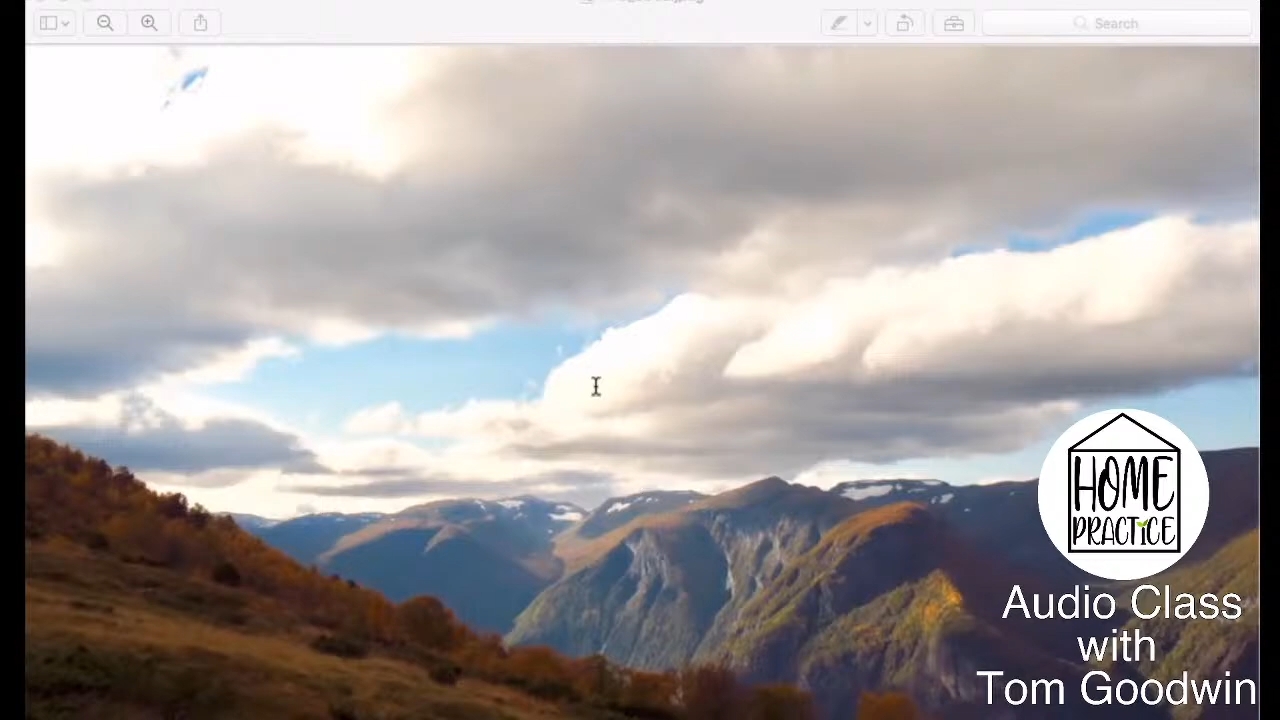 Search
HOME
PRACTICE
Audio Class
with
Tom Goodwin